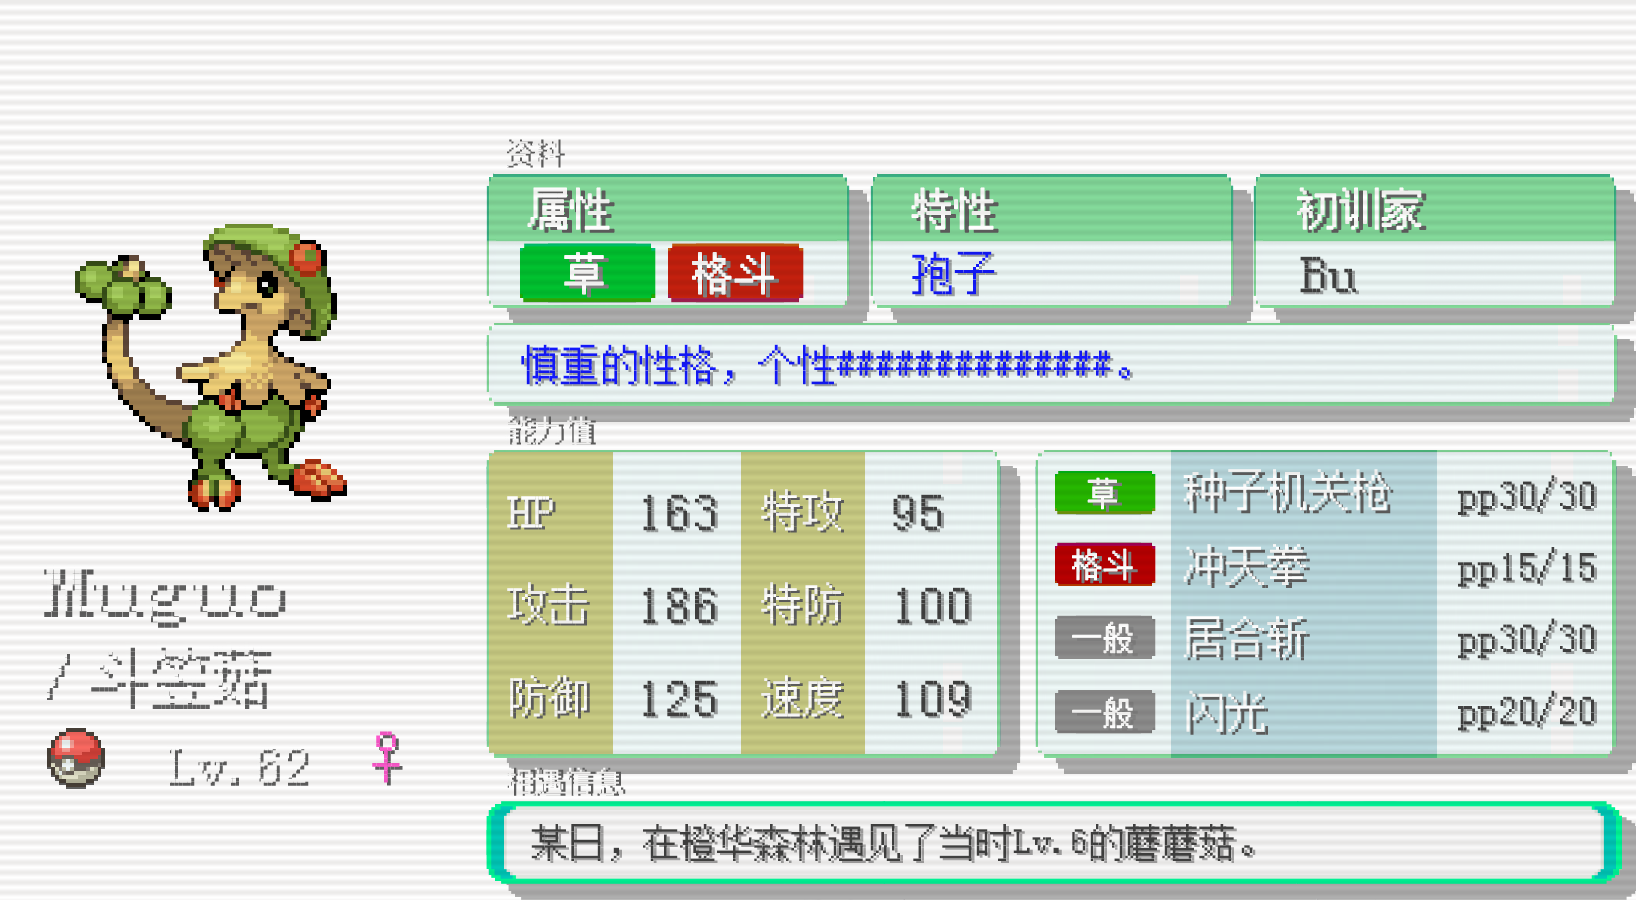 资料
属性 特性 初训家
草 格斗 孢子 Bu
慎重的性格，个性##############。
能力值
HP 163 特攻 95
攻击 186 特防 100
防御 125 速度 109
草 种子机关枪 pp30/30
格斗 冲天拳 pp15/15
一般 居合斩 pp30/30
一般 闪光 pp20/20
Muguo
/斗笠菇
Lv.62 ♀
相遇信息
某日，在橙华森林遇见了当时Lv.6的蘑蘑菇。